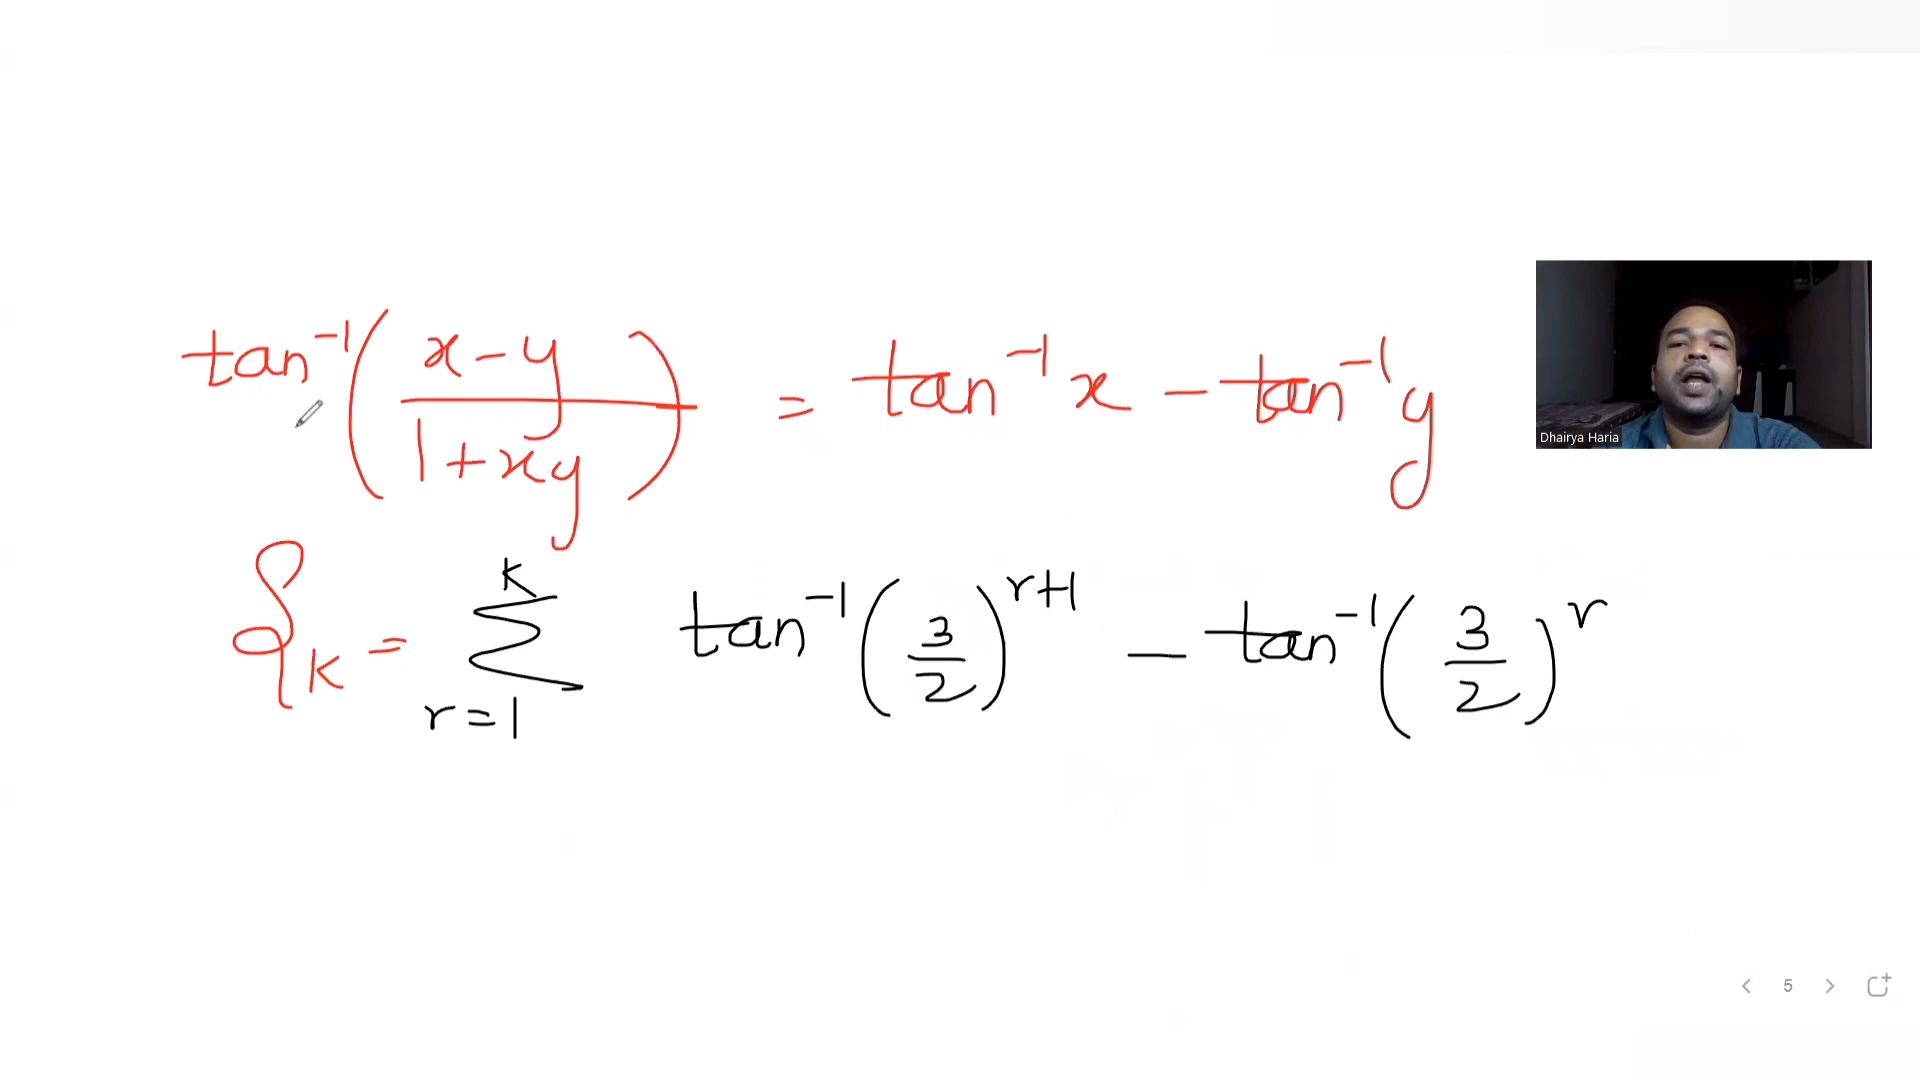 tan⁻¹((x-y)/(1+xy)) = tan⁻¹x - tan⁻¹y
Dhairya Haria
S_k = Σ_{r=1}^{k} tan⁻¹(3/2)^{r+1} - tan⁻¹(3/2)^r
5